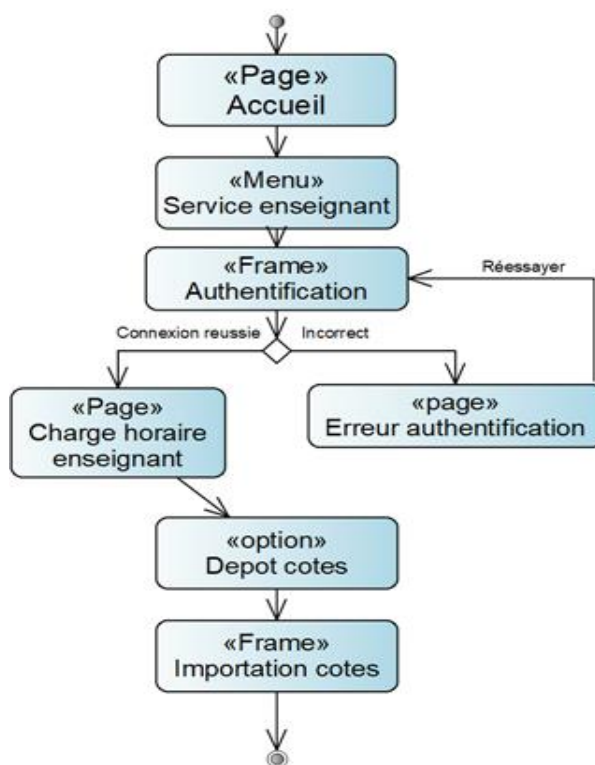 «Page»
Accueil
«Menu»
Service enseignant
«Frame»
Authentification
Réessayer
Connexion reussie
Incorrect
«Page»
Charge horaire
enseignant
«page»
Erreur authentification
«option»
Depot cotes
«Frame»
Importation cotes